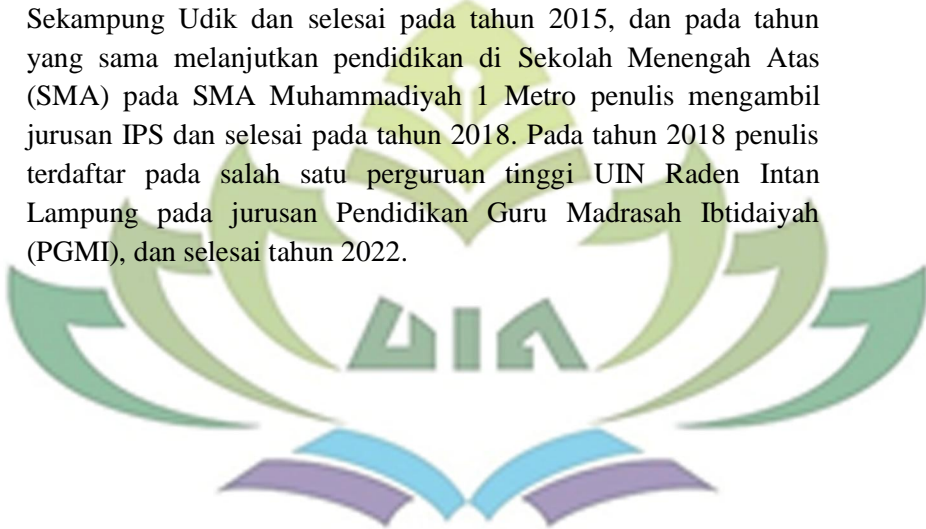 Sekampung Udik dan selesai pada tahun 2015, dan pada tahun
yang sama melanjutkan pendidikan di Sekolah Menengah Atas
(SMA) pada SMA Muhammadiyah 1 Metro penulis mengambil
jurusan IPS dan selesai pada tahun 2018. Pada tahun 2018 penulis
terdaftar pada salah satu perguruan tinggi UIN Raden Intan
Lampung pada jurusan Pendidikan Guru Madrasah Ibtidaiyah
(PGMI), dan selesai tahun 2022.
UIN